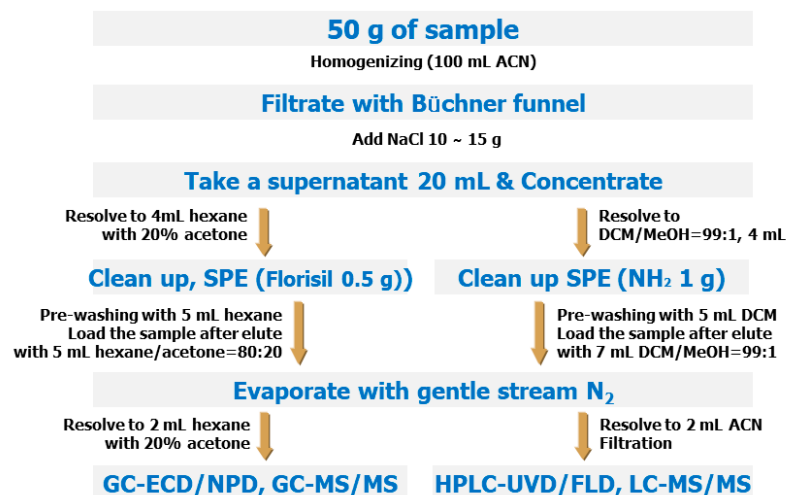 50 g of sample
Homogenizing (100 mL ACN)
Filtrate with Büchner funnel
Add NaCl 10 ~ 15 g
Take a supernatant 20 mL & Concentrate
Resolve to 4mL hexane
with 20% acetone
Resolve to
DCM/MeOH=99:1, 4 mL
Clean up, SPE (Florisil 0.5 g))
Clean up SPE (NH₂ 1 g)
Pre-washing with 5 mL hexane
Load the sample after elute
with 5 mL hexane/acetone=80:20
Pre-washing with 5 mL DCM
Load the sample after elute
with 7 mL DCM/MeOH=99:1
Evaporate with gentle stream N₂
Resolve to 2 mL hexane
with 20% acetone
Resolve to 2 mL ACN
Filtration
GC-ECD/NPD, GC-MS/MS
HPLC-UVD/FLD, LC-MS/MS